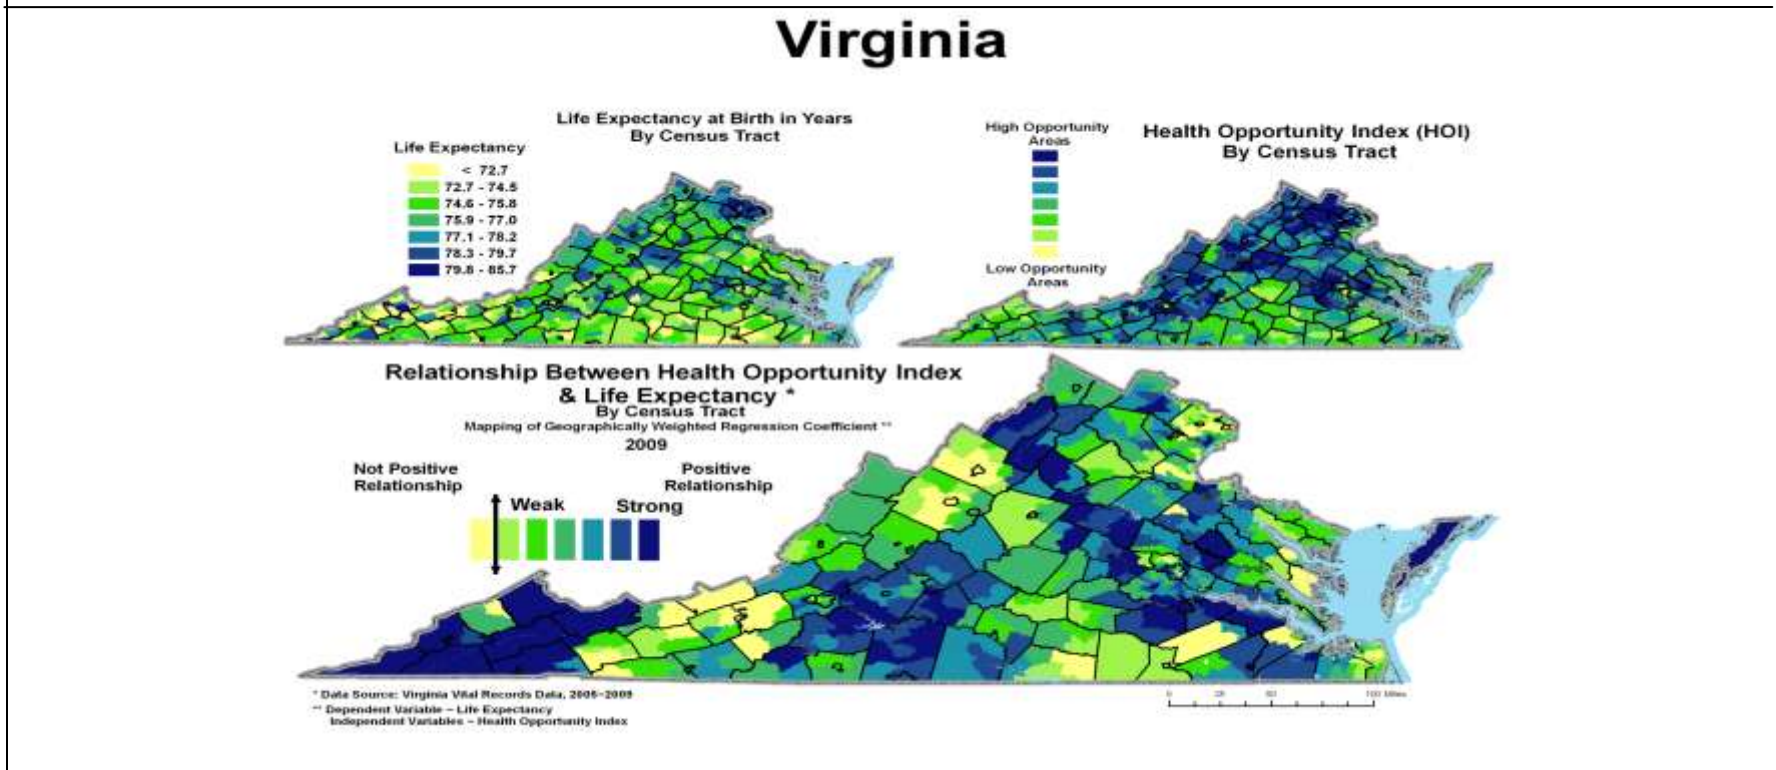 Virginia
Life Expectancy at Birth in Years
By Census Tract
Life Expectancy
< 72.7
72.7 - 74.5
74.6 - 75.8
75.9 - 77.0
77.1 - 78.2
78.3 - 79.7
79.8 - 85.7
High Opportunity
Areas
Low Opportunity
Areas
Health Opportunity Index (HOI)
By Census Tract
Relationship Between Health Opportunity Index
& Life Expectancy *
By Census Tract
Mapping of Geographically Weighted Regression Coefficient **
2009
Not Positive
Relationship
Positive
Relationship
Weak
Strong
* Data Source: Virginia Vital Records Data,
** Dependent Variable – Life Expectancy
Independent Variables – Health Opportunity Index
0 25 50 100 Miles